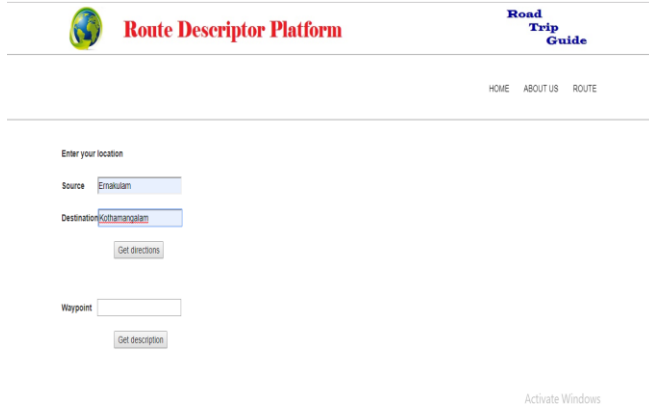 Route Descriptor Platform
Road
Trip
Guide
HOME ABOUT US ROUTE
Enter your location
Source Ernakulam
Destination Kothamangalam
Get directions
Waypoint
Get description
Activate Windows